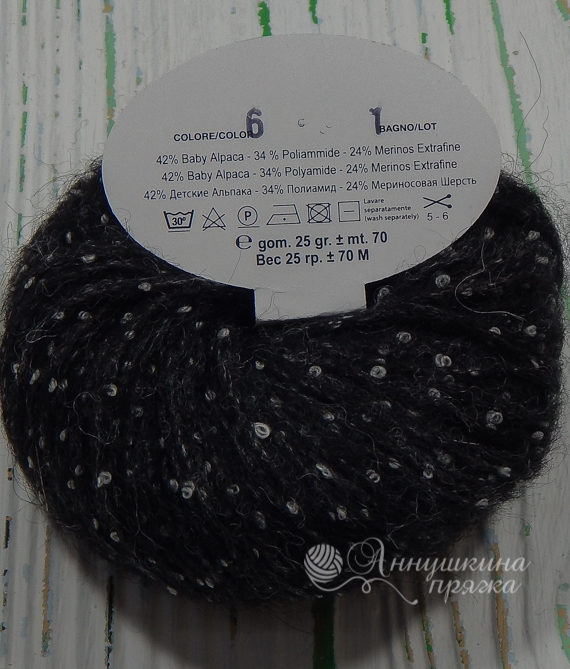 COLORE/COLOR 6 1 BAGNO/LOT
42% Baby Alpaca - 34 % Poliammide - 24% Merinos Extrafine
42% Baby Alpaca - 34% Polyamide - 24% Merinos Extrafine
42% Детские Альпака - 34% Полиамид - 24% Мериносовая Шерсть
30° P Lavare separatamente (wash separately) 5 - 6
℮ gom. 25 gr. ± mt. 70
Вес 25 гр. ± 70 М
Аннушкина
пряжка